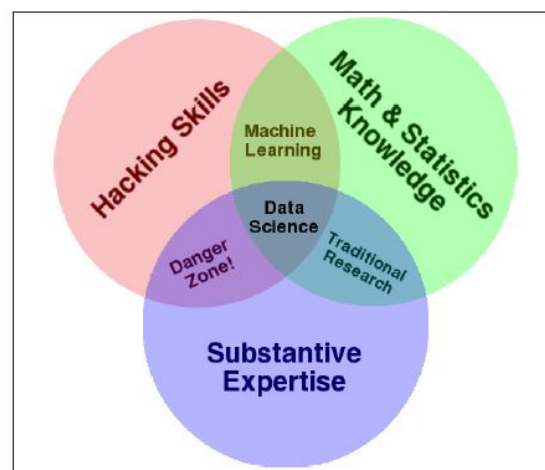 Hacking Skills
Math & Statistics
Knowledge
Machine
Learning
Data
Science
Danger
Zone!
Traditional
Research
Substantive
Expertise